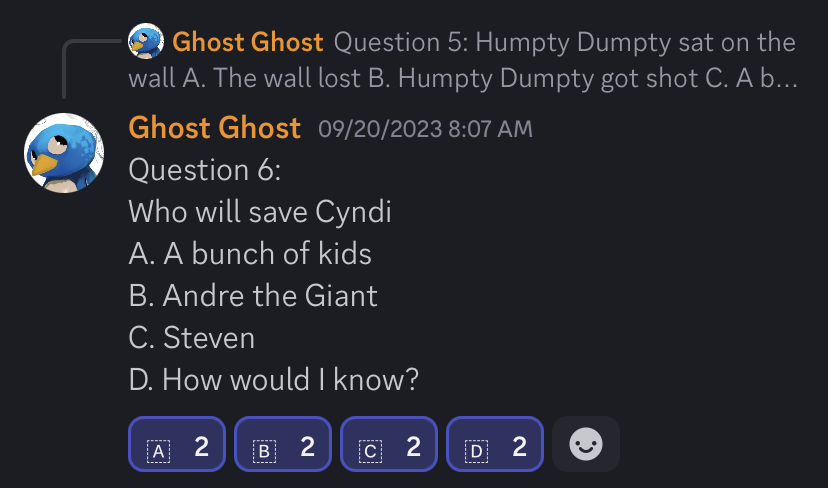 Ghost Ghost Question 5: Humpty Dumpty sat on the
wall A. The wall lost B. Humpty Dumpty got shot C. A b...
Ghost Ghost 09/20/2023 8:07 AM
Question 6:
Who will save Cyndi
A. A bunch of kids
B. Andre the Giant
C. Steven
D. How would I know?
A 2 B 2 C 2 D 2